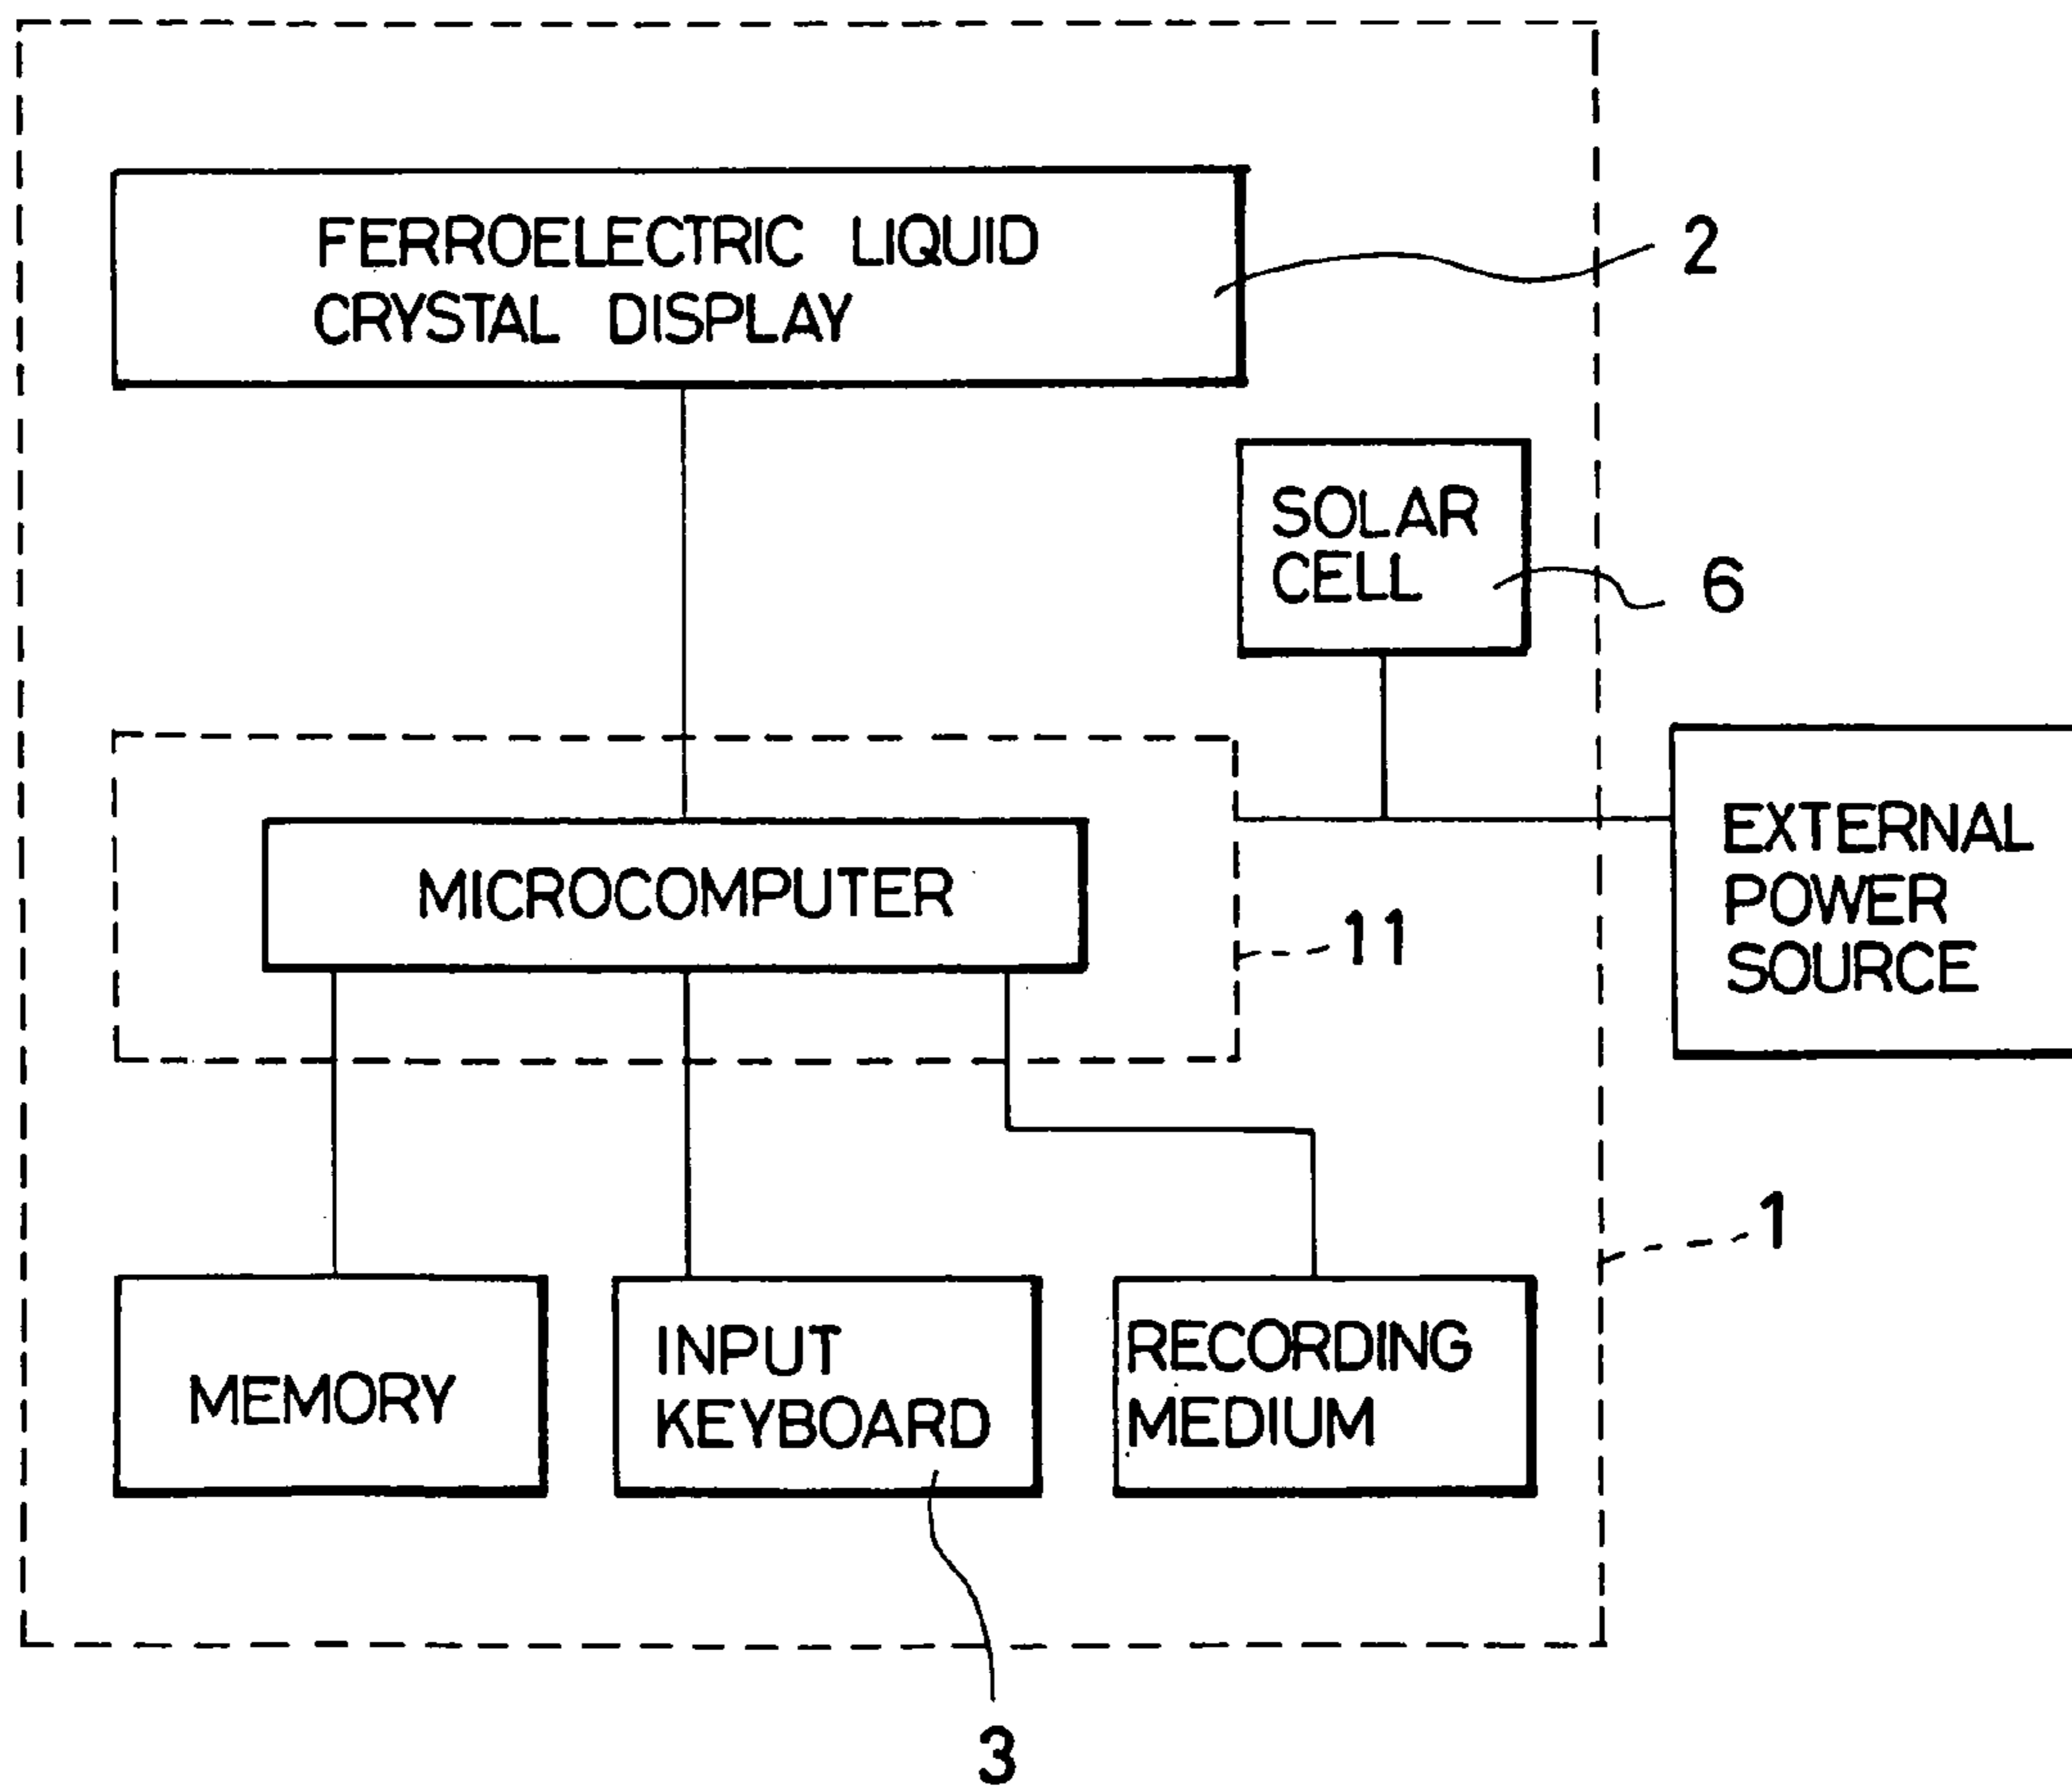 FERROELECTRIC LIQUID
CRYSTAL DISPLAY
2
SOLAR
CELL
6
EXTERNAL
POWER
SOURCE
MICROCOMPUTER
11
1
MEMORY
INPUT
KEYBOARD
RECORDING
MEDIUM
3